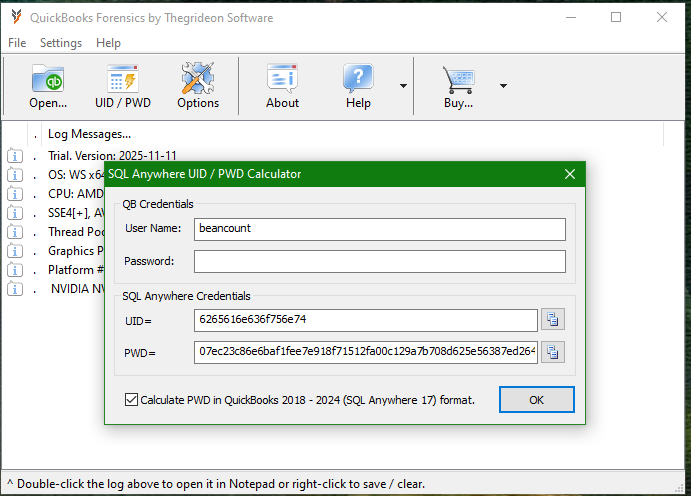 QuickBooks Forensics by Thegrideon Software
File Settings Help
Open... UID / PWD Options About Help Buy...
. Log Messages...
. Trial. Version: 2025-11-11
. OS: WS x64
. CPU: AMD
. SSE4[+], AV
. Thread Poo
. Graphics P
. Platform #
. NVIDIA NV
SQL Anywhere UID / PWD Calculator
QB Credentials
User Name: beancount
Password:
SQL Anywhere Credentials
UID= 6265616e636f756e74
PWD= 07ec23c86e6baf1fee7e918f71512fa00c129a7b708d625e56387ed264
Calculate PWD in QuickBooks 2018 - 2024 (SQL Anywhere 17) format.
OK
^ Double-click the log above to open it in Notepad or right-click to save / clear.